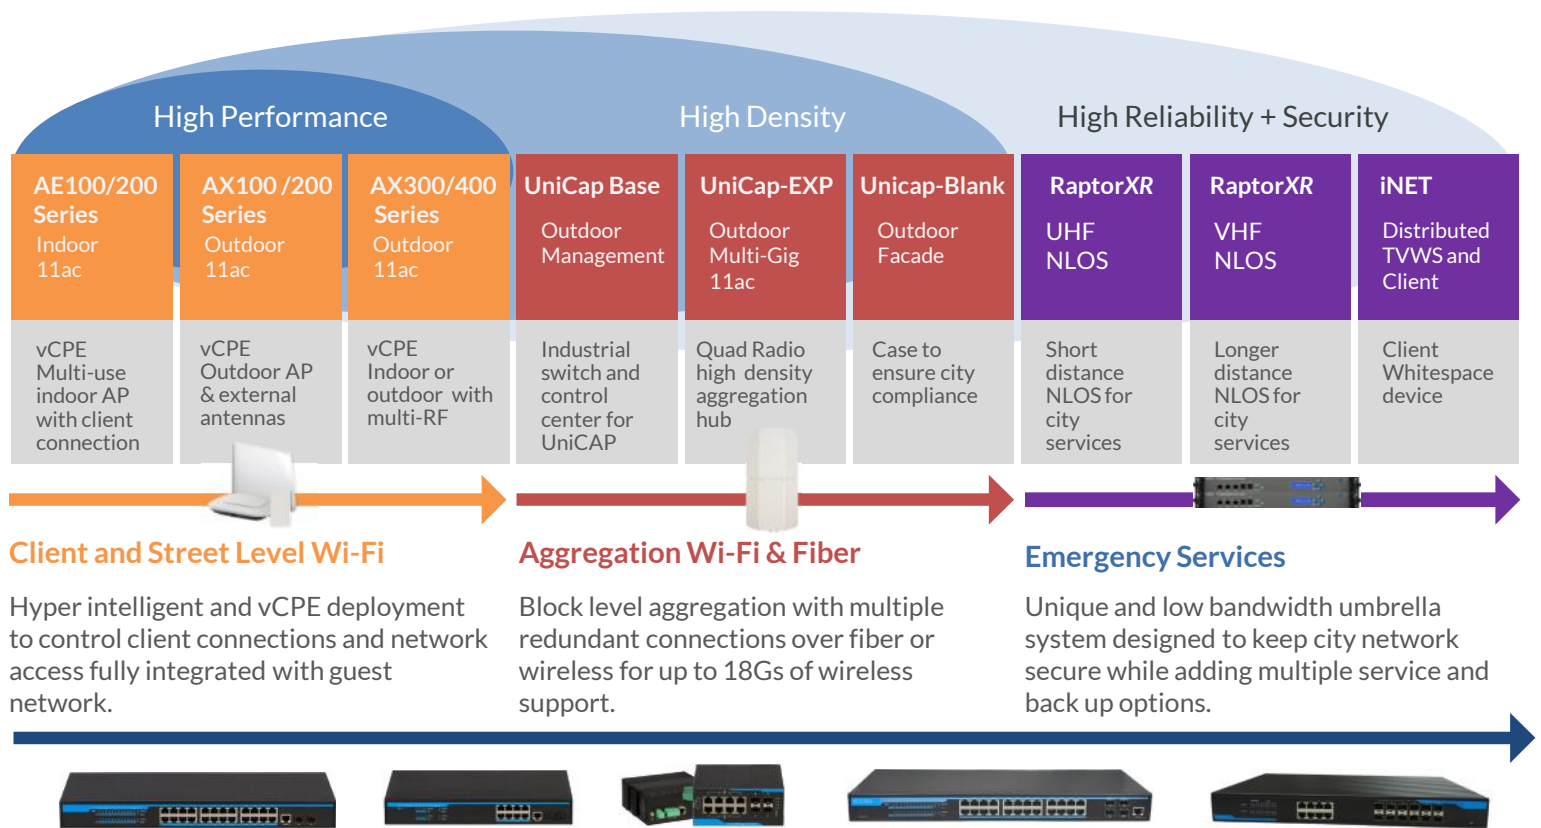 High Performance
High Density
High Reliability + Security
AE100/200
Series
Indoor
11ac
AX100 /200
Series
Outdoor
11ac
AX300/400
Series
Outdoor
11ac
UniCap Base
Outdoor
Management
UniCap-EXP
Outdoor
Multi-Gig
11ac
Unicap-Blank
Outdoor
Facade
RaptorXR
UHF
NLOS
RaptorXR
VHF
NLOS
iNET
Distributed
TVWS and
Client
vCPE
Multi-use
indoor AP
with client
connection
vCPE
Outdoor AP
& external
antennas
vCPE
Indoor or
outdoor with
multi-RF
Industrial
switch and
control
center for
UniCAP
Quad Radio
high density
aggregation
hub
Case to
ensure city
compliance
Short
distance
NLOS for
city
services
Longer
distance
NLOS for
city
services
Client
Whitespace
device
Client and Street Level Wi-Fi
Hyper intelligent and vCPE deployment
to control client connections and network
access fully integrated with guest
network.
Aggregation Wi-Fi & Fiber
Block level aggregation with multiple
redundant connections over fiber or
wireless for up to 18Gs of wireless
support.
Emergency Services
Unique and low bandwidth umbrella
system designed to keep city network
secure while adding multiple service and
back up options.